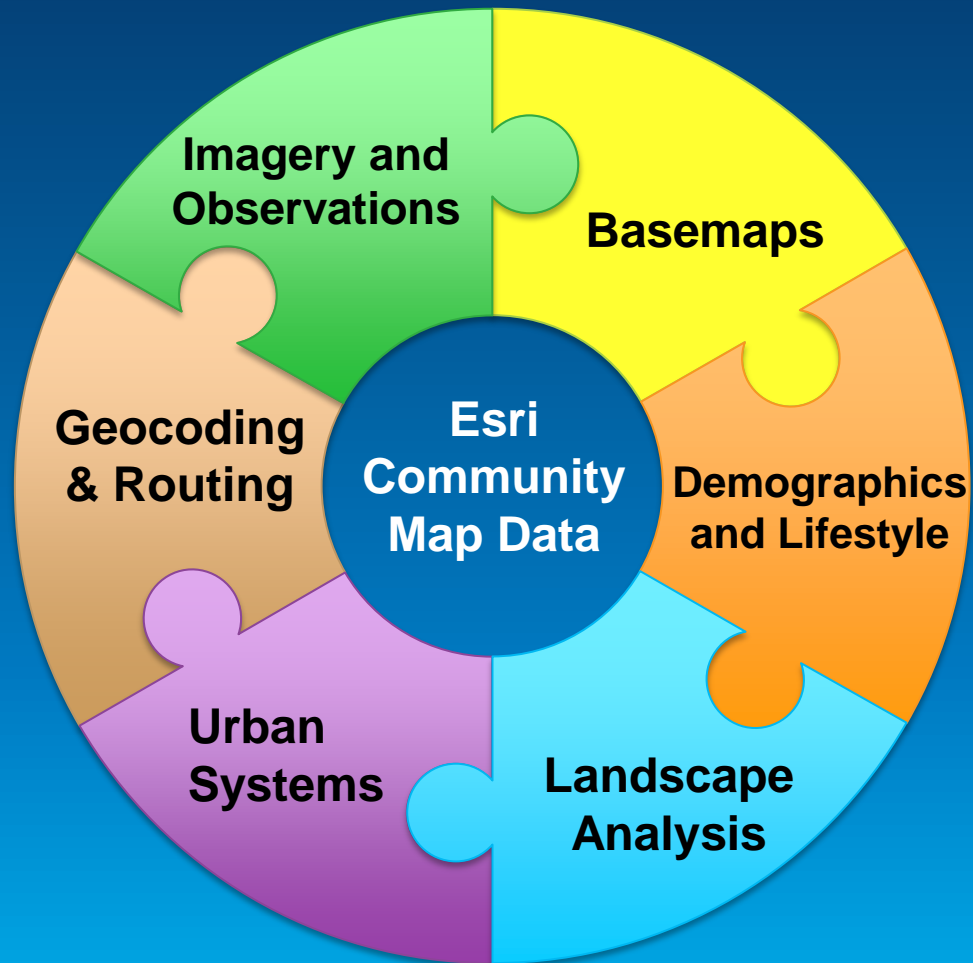 Imagery and
Observations
Basemaps
Geocoding
& Routing
Esri
Community
Map Data
Demographics
and Lifestyle
Urban
Systems
Landscape
Analysis